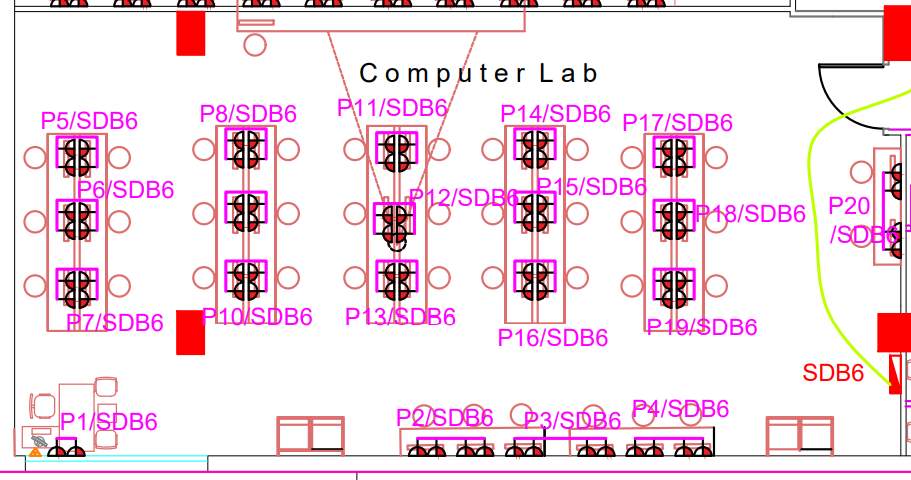 Computer Lab
P5/SDB6
P8/SDB6
P11/SDB6
P14/SDB6
P17/SDB6
P6/SDB6
P12/SDB6
P15/SDB6
P18/SDB6
P20
/SDB6
P7/SDB6
P10/SDB6
P13/SDB6
P16/SDB6
P19/SDB6
SDB6
P1/SDB6
P2/SDB6
P3/SDB6
P4/SDB6